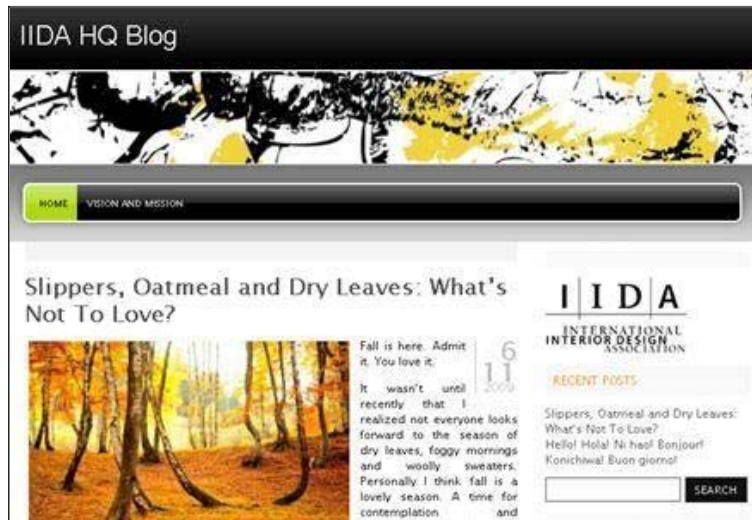 IIDA HQ Blog
HOME VISION AND MISSION
Slippers, Oatmeal and Dry Leaves: What's
Not To Love?
Fall is here. Admit
it. You love it.
6
11
2009
It wasn't until
recently that I
realized not everyone looks
forward to the season of
dry leaves, foggy mornings
and woolly sweaters.
Personally I think fall is a
lovely season. A time for
contemplation and
I|I D|A
INTERNATIONAL
INTERIOR DESIGN
ASSOCIATION
RECENT POSTS
Slippers, Oatmeal and Dry Leaves:
What's Not To Love?
Hello! Hola! Ni hao! Bonjour!
Konichiwa! Buon giorno!
SEARCH